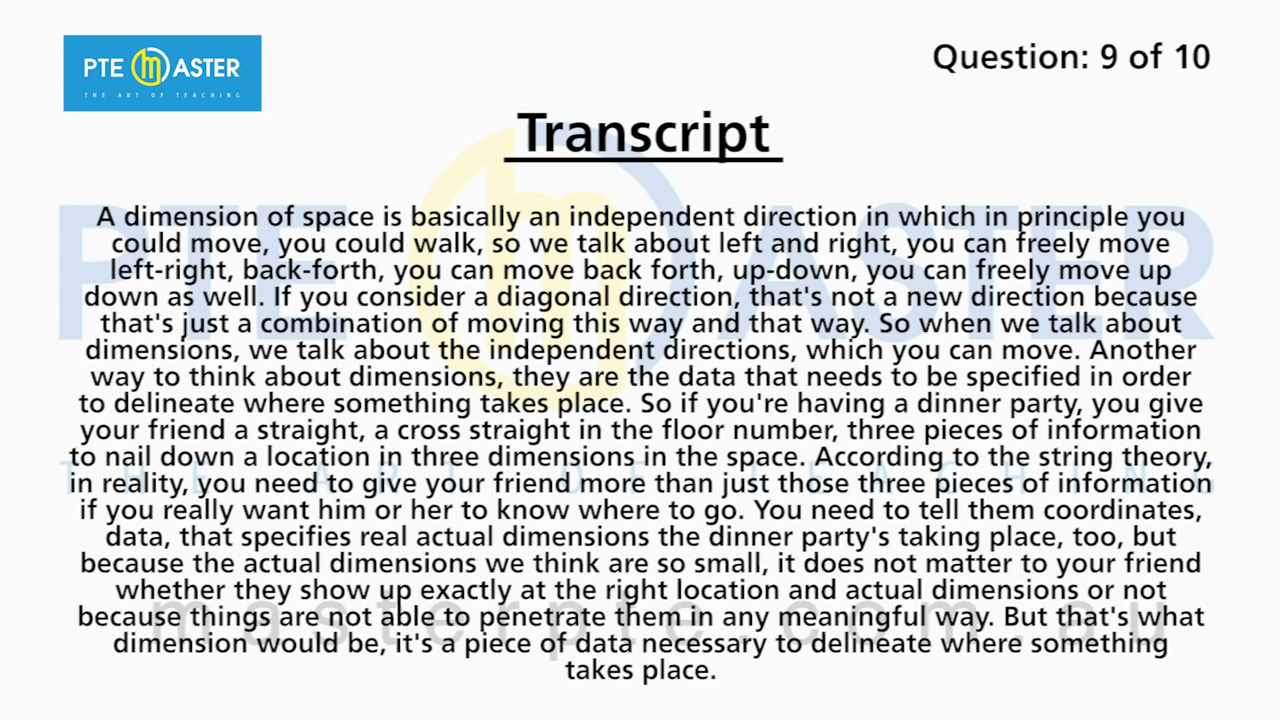 PTE MASTER
THE ART OF TEACHING
Question: 9 of 10
Transcript
A dimension of space is basically an independent direction in which in principle you
could move, you could walk, so we talk about left and right, you can freely move
left-right, back-forth, you can move back forth, up-down, you can freely move up
down as well. If you consider a diagonal direction, that's not a new direction because
that's just a combination of moving this way and that way. So when we talk about
dimensions, we talk about the independent directions, which you can move. Another
way to think about dimensions, they are the data that needs to be specified in order
to delineate where something takes place. So if you're having a dinner party, you give
your friend a straight, a cross straight in the floor number, three pieces of information
to nail down a location in three dimensions in the space. According to the string theory,
in reality, you need to give your friend more than just those three pieces of information
if you really want him or her to know where to go. You need to tell them coordinates,
data, that specifies real actual dimensions the dinner party's taking place, too, but
because the actual dimensions we think are so small, it does not matter to your friend
whether they show up exactly at the right location and actual dimensions or not
because things are not able to penetrate them in any meaningful way. But that's what
dimension would be, it's a piece of data necessary to delineate where something
takes place.
PTE MASTER
THE ART OF TEACHING
masterpte.com.au